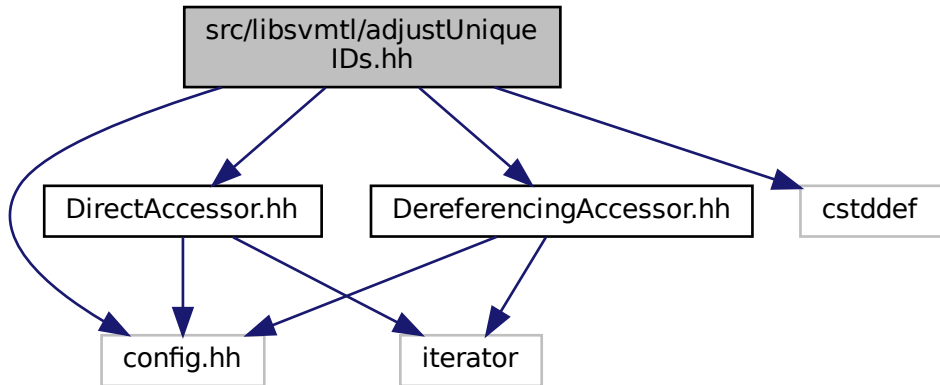 src/libsvmtl/adjustUnique
IDs.hh
DirectAccessor.hh
DereferencingAccessor.hh
cstddef
config.hh
iterator